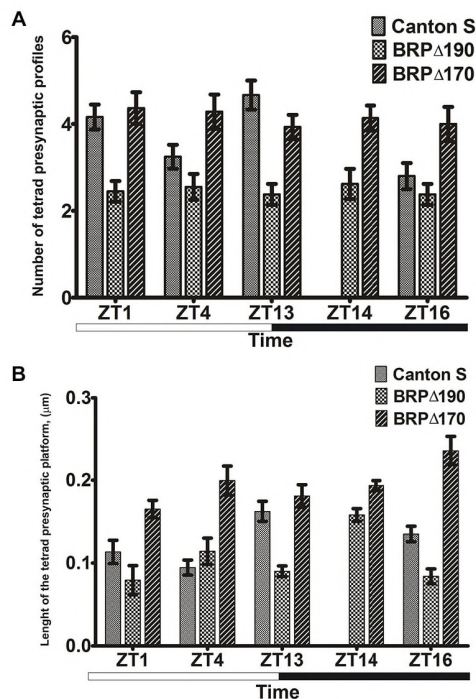 A
Canton S
BRPΔ190
BRPΔ170
Number of tetrad presynaptic profiles
6
4
2
0
ZT1 ZT4 ZT13 ZT14 ZT16
Time
B
Canton S
BRPΔ190
BRPΔ170
Lenght of the tetrad presynaptic platform, (μm)
0.3
0.2
0.1
0.0
ZT1 ZT4 ZT13 ZT14 ZT16
Time